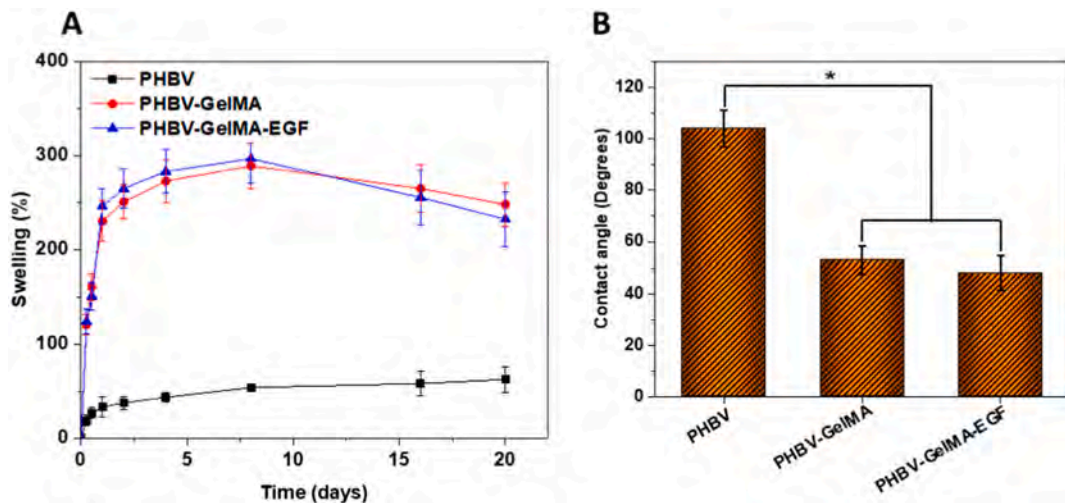 A
400
300
200
100
0
0
5
10
15
20
Swelling (%)
Time (days)
PHBV
PHBV-GelMA
PHBV-GelMA-EGF
B
120
100
80
60
40
20
0
Contact angle (Degrees)
*
PHBV
PHBV-GelMA
PHBV-GelMA-EGF